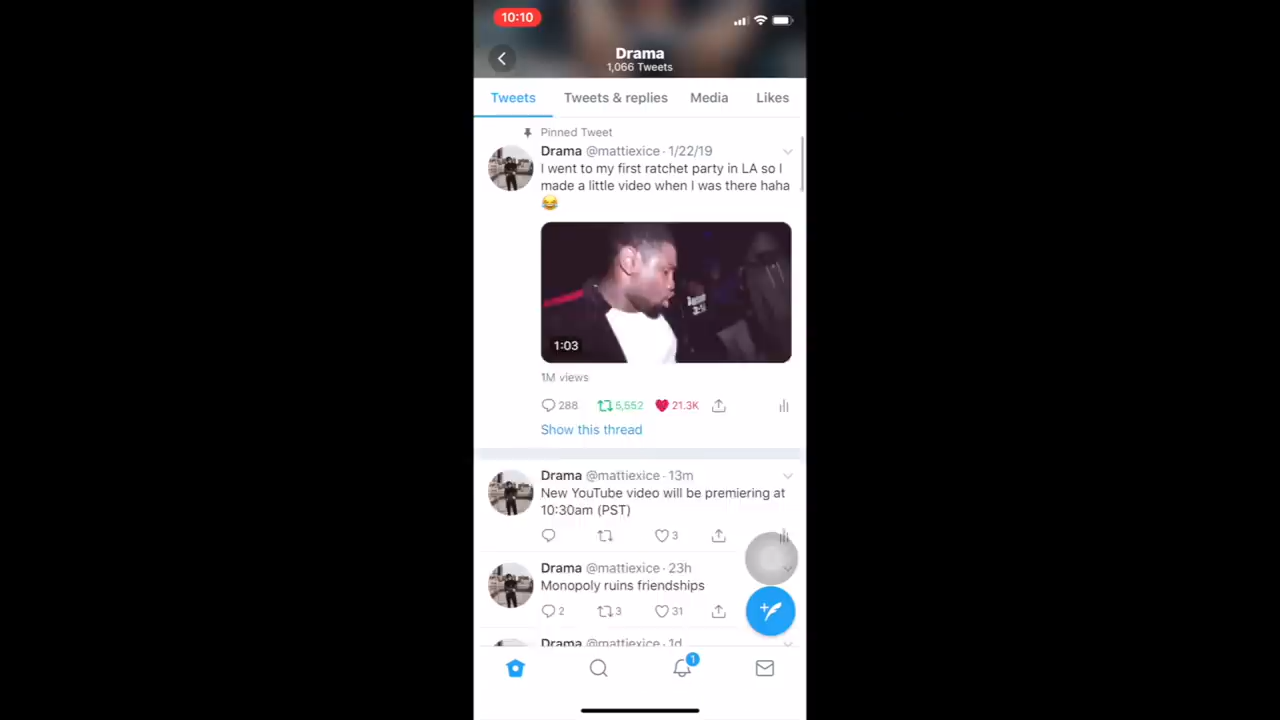 10:10
Drama
1,066 Tweets
Tweets
Tweets & replies
Media
Likes
Pinned Tweet
Drama @mattiexice · 1/22/19
I went to my first ratchet party in LA so I
made a little video when I was there haha
😂
1:03
1M views
288
5,552
21.3K
Show this thread
Drama @mattiexice · 13m
New YouTube video will be premiering at
10:30am (PST)
3
Drama @mattiexice · 23h
Monopoly ruins friendships
2
3
31
Drama @mattiexice · 1d
1